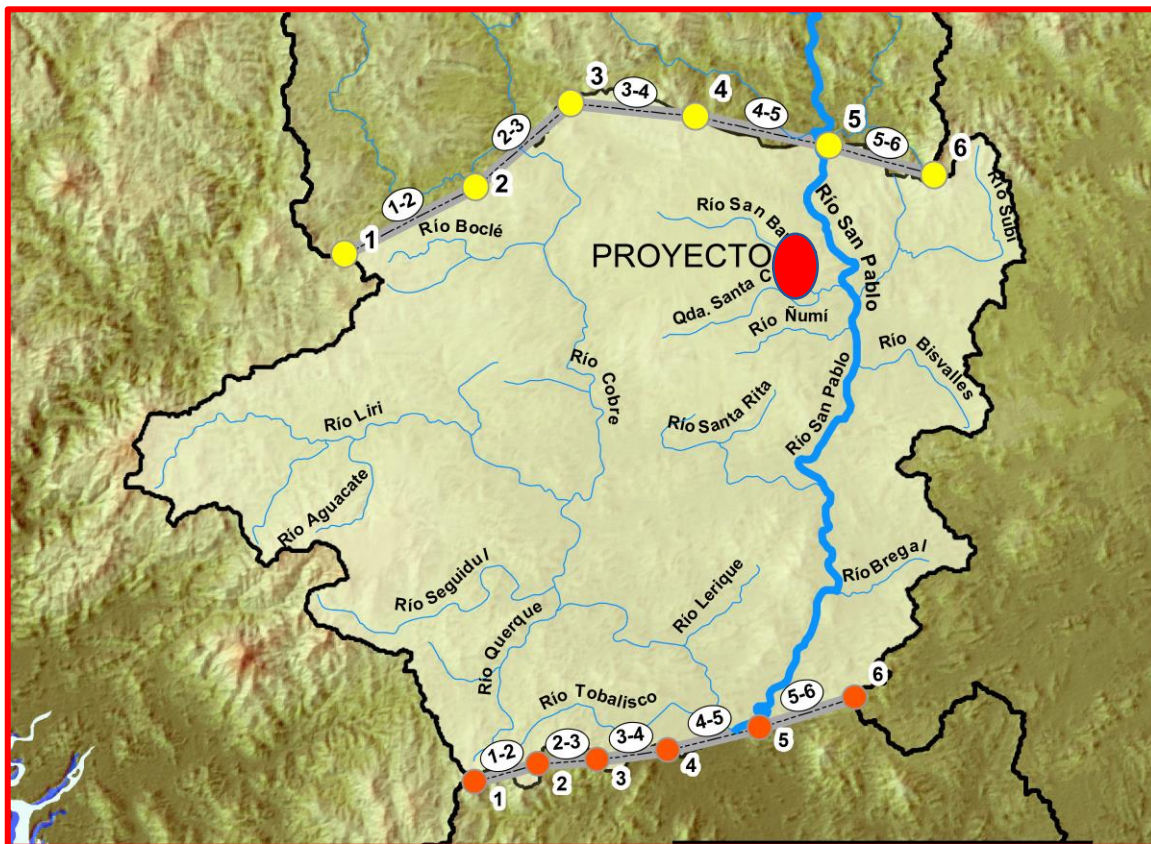 3
3-4
4
4-5
5
2-3
5-6
6
2
1-2
1
Río Boclé
Río San Ba
Río San Pablo
Río Subí
PROYECTO
Qda. Santa C
Río Ñumí
Río Bisvalles
Río Cobre
Río San Pablo
Río Liri
Río Santa Rita
Río Aguacate
Río Seguidul
Río Querque
Río Lerique
Río Bregal
Río Tobalisco
6
5-6
4-5
3-4
2-3
1-2
5
4
3
2
1